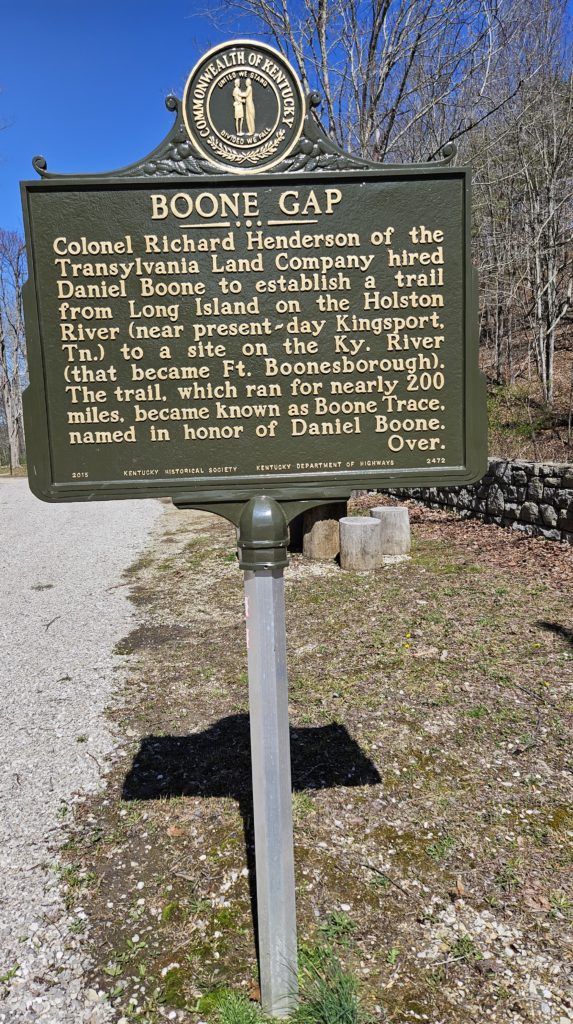 COMMONWEALTH OF KENTUCKY
UNITED WE STAND
DIVIDED WE FALL
BOONE GAP
Colonel Richard Henderson of the
Transylvania Land Company hired
Daniel Boone to establish a trail
from Long Island on the Holston
River (near present-day Kingsport,
Tn.) to a site on the Ky. River
(that became Ft. Boonesborough).
The trail, which ran for nearly 200
miles, became known as Boone Trace,
named in honor of Daniel Boone.
Over.
2015 KENTUCKY HISTORICAL SOCIETY KENTUCKY DEPARTMENT OF HIGHWAYS 2472